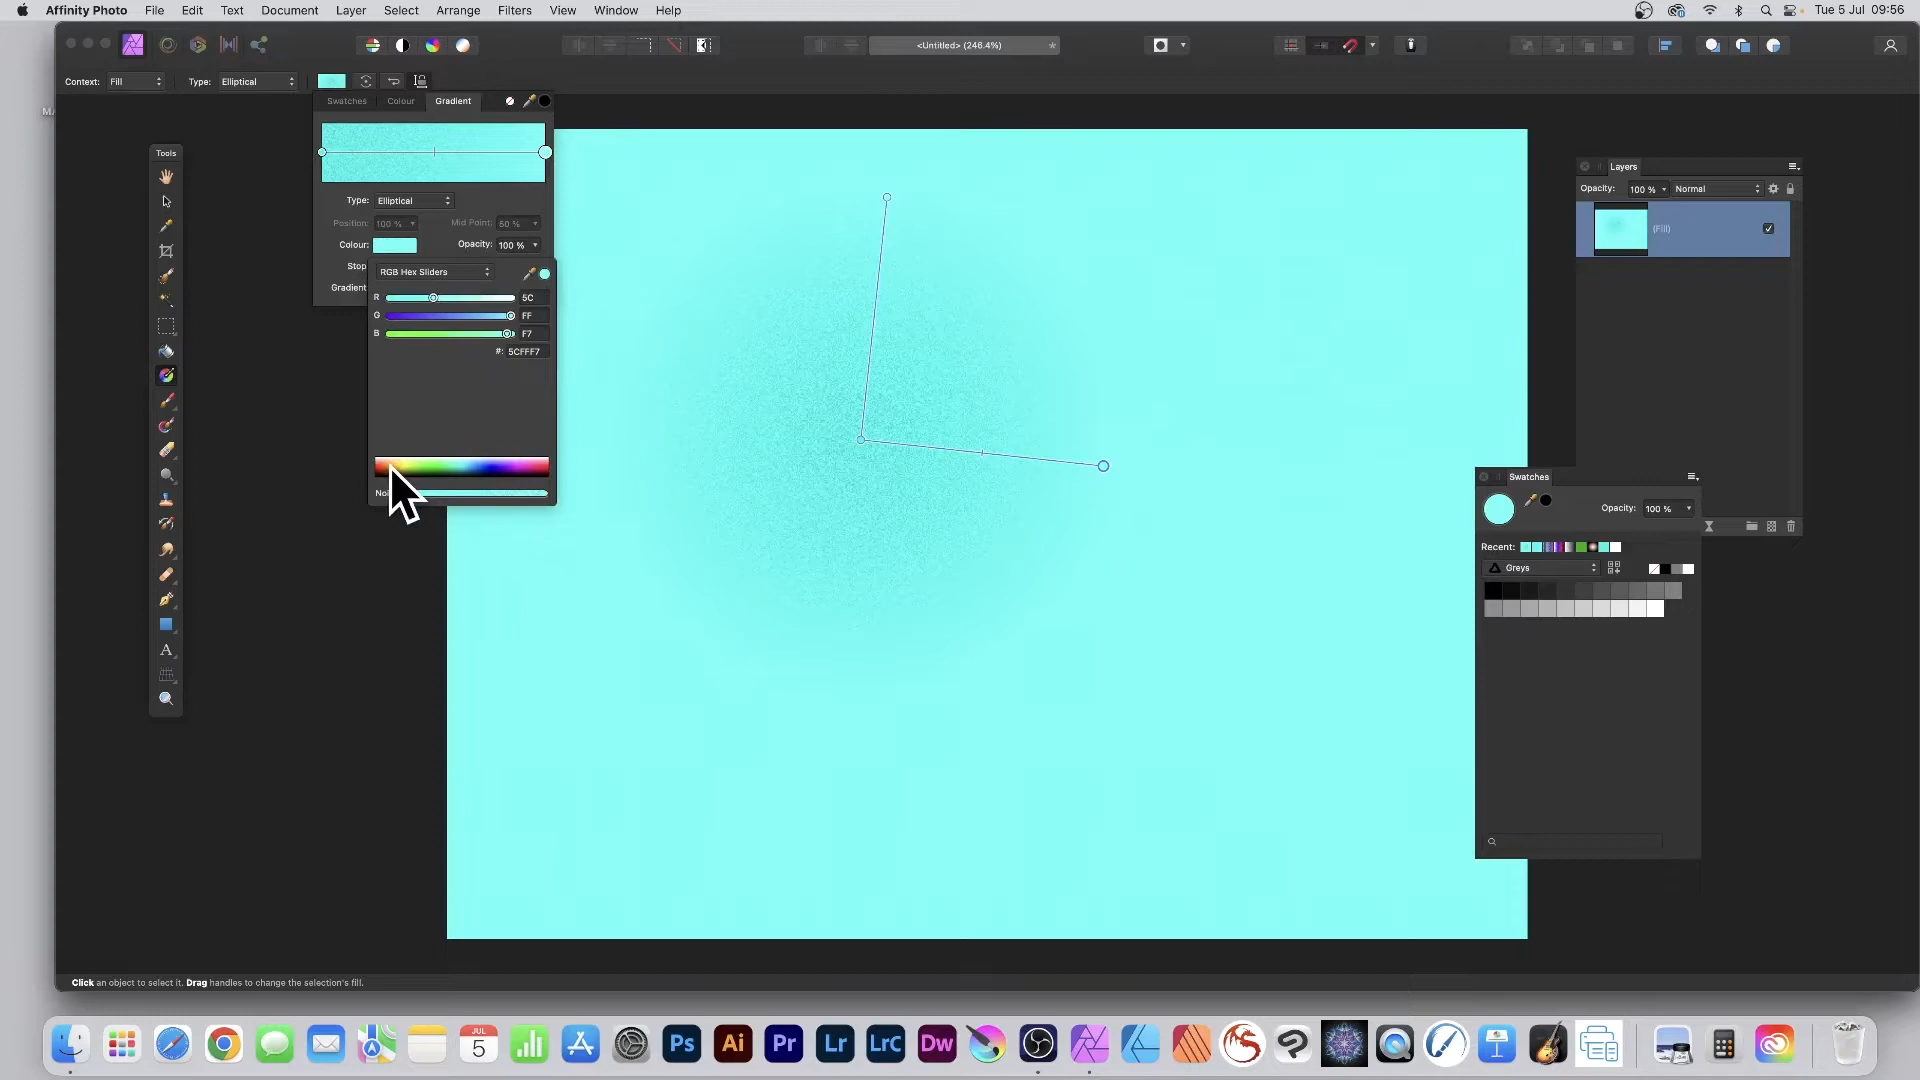 Affinity Photo File Edit Text Document Layer Select Arrange Filters View Window Help Tue 5 Jul 09:56
<Untitled> (246.4%)
Context: Fill Type: Elliptical
Swatches Colour Gradient
Tools
Type: Elliptical
Position: 100 % Mid Point: 50 %
Colour: Opacity: 100 %
Stop
Gradient
RGB Hex Sliders
R 5C
G FF
B F7
#: 5CFFF7
Layers
Opacity: 100 % Normal
(Fill)
Swatches
Opacity: 100 %
Recent:
Greys
A
Click an object to select it. Drag handles to change the selection's fill.
JUL
5
Ps Ai Pr Lr LrC Dw